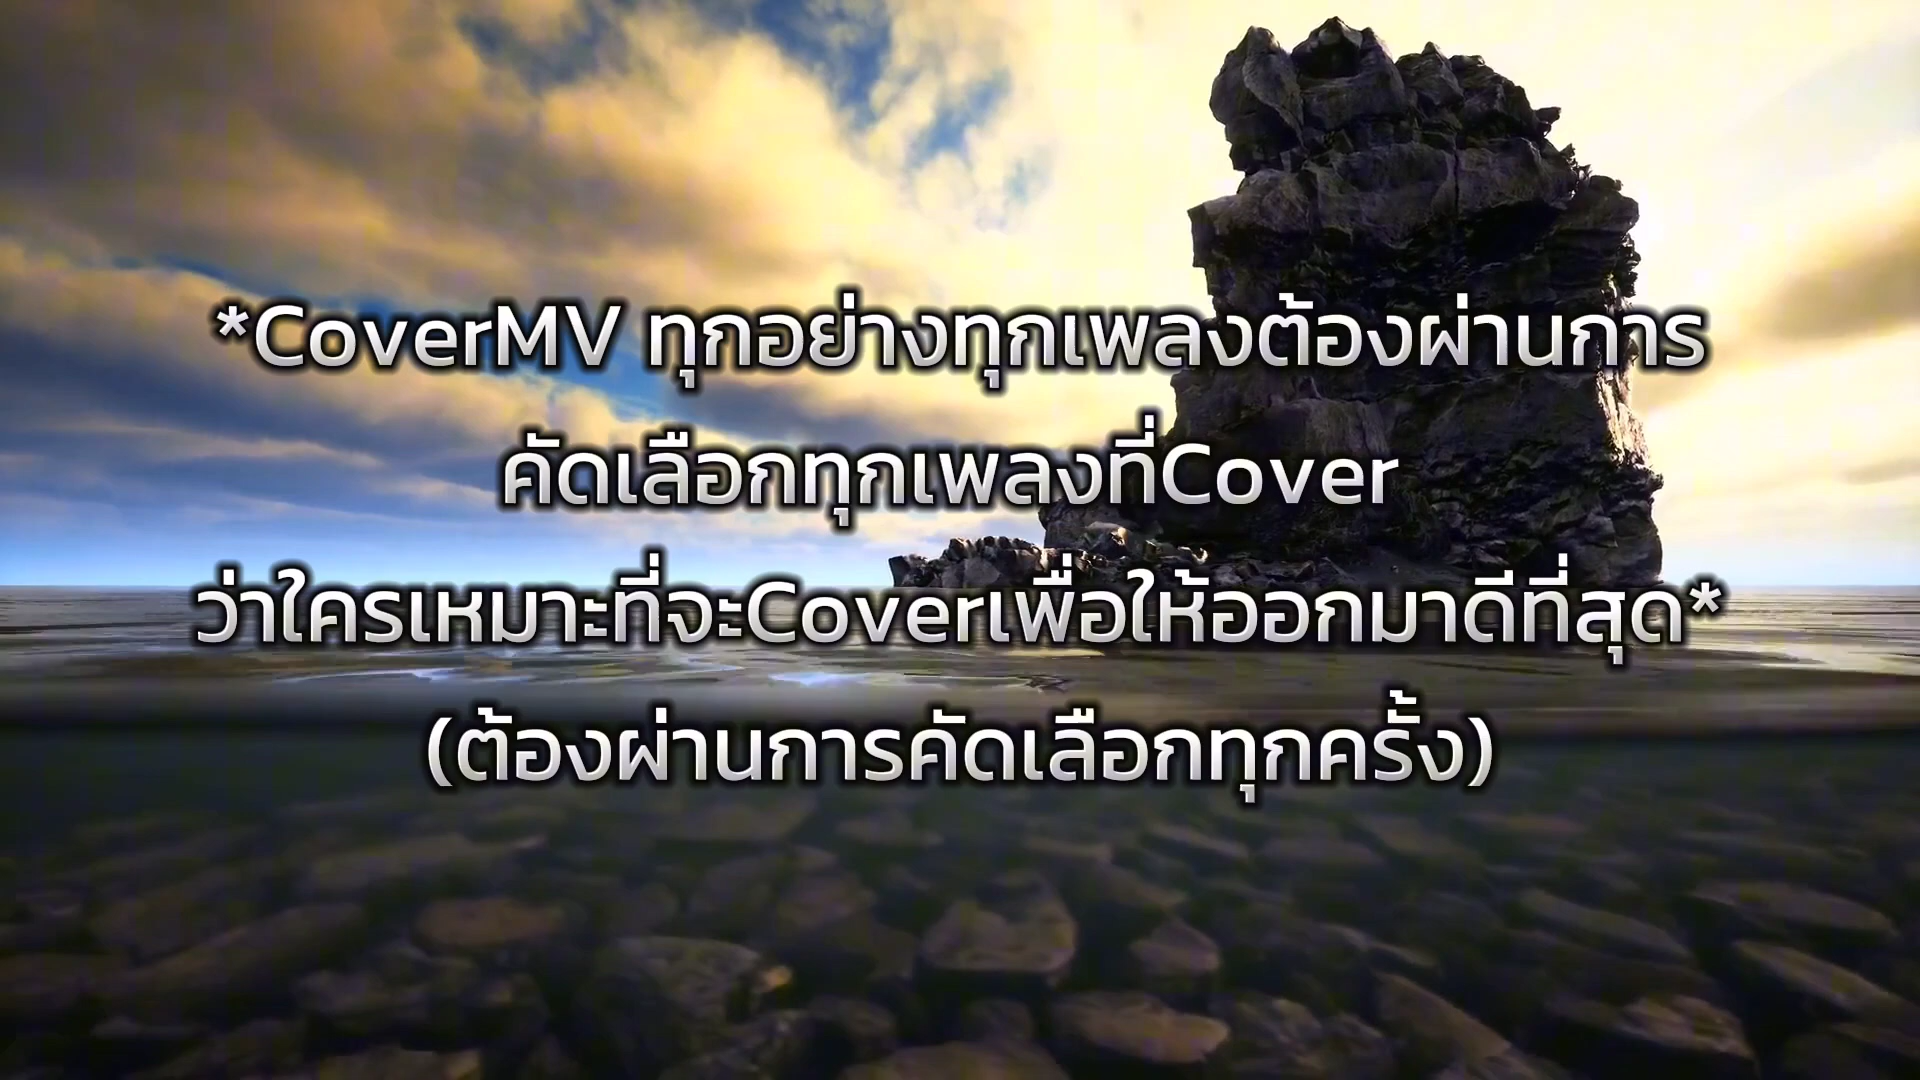 *CoverMV ทุกอย่างทุกเพลงต้องผ่านการ
คัดเลือกทุกเพลงที่Cover
ว่าใครเหมาะที่จะCoverเพื่อให้ออกมาดีที่สุด*
(ต้องผ่านการคัดเลือกทุกครั้ง)